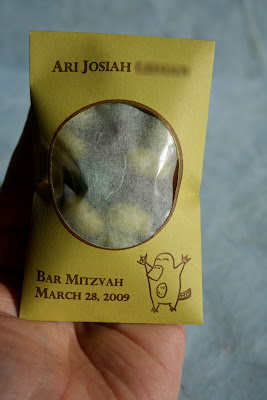 ARI JOSIAH
BAR MITZVAH
MARCH 28, 2009